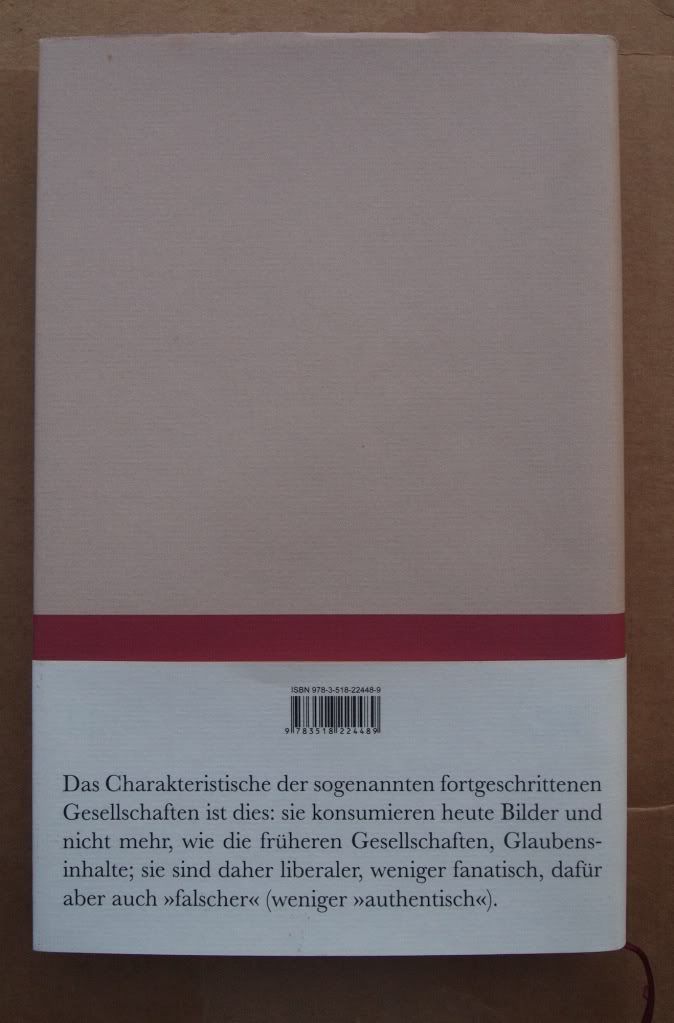 ISBN 978-3-518-22448-9
9 783518 224489
Das Charakteristische der sogenannten fortgeschrittenen
Gesellschaften ist dies: sie konsumieren heute Bilder und
nicht mehr, wie die früheren Gesellschaften, Glaubens-
inhalte; sie sind daher liberaler, weniger fanatisch, dafür
aber auch »falscher« (weniger »authentisch«).